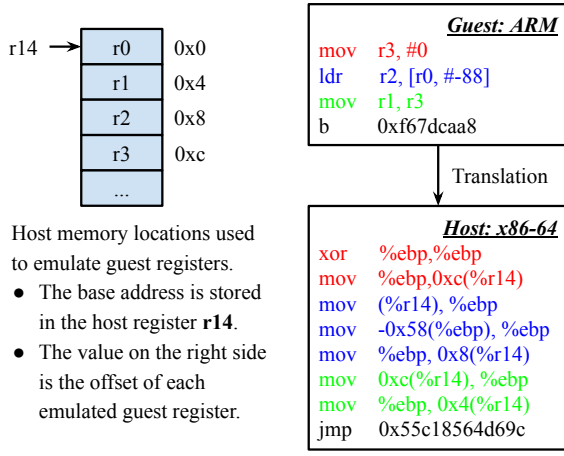 r14
r0 0x0
r1 0x4
r2 0x8
r3 0xc
...
Host memory locations used
to emulate guest registers.
● The base address is stored
in the host register r14.
● The value on the right side
is the offset of each
emulated guest register.
Guest: ARM
mov r3, #0
ldr r2, [r0, #-88]
mov r1, r3
b 0xf67dcaa8
Translation
Host: x86-64
xor %ebp,%ebp
mov %ebp,0xc(%r14)
mov (%r14), %ebp
mov -0x58(%ebp), %ebp
mov %ebp, 0x8(%r14)
mov 0xc(%r14), %ebp
mov %ebp, 0x4(%r14)
jmp 0x55c18564d69c